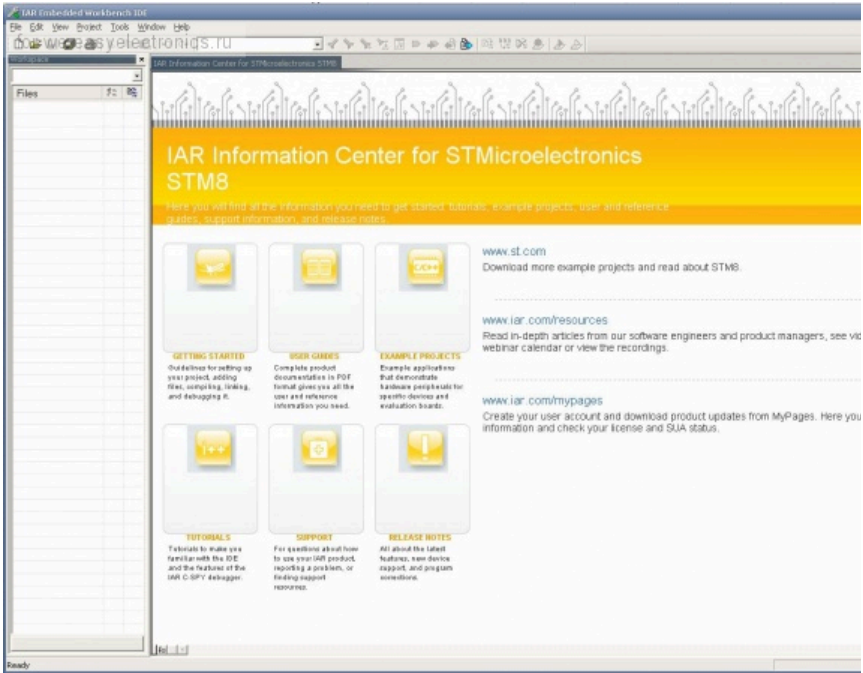 IAR Embedded Workbench IDE
File Edit View Project Tools Window Help
for we.easyelectronics.ru
Workspace
IAR Information Center for STMicroelectronics STM8
Files
IAR Information Center for STMicroelectronics
STM8
Here you will find all the information you need to get started: tutorials, example projects, user and reference
guides, support information, and release notes.
GETTING STARTED
Guidelines for setting up
your project, adding
files, compiling, linking,
and debugging it.
USER GUIDES
Complete product
documentation in PDF
format gives you all the
user and reference
information you need.
C/C++
EXAMPLE PROJECTS
Example applications
that demonstrate
hardware peripherals for
specific devices and
evaluation boards.
i++
TUTORIALS
Tutorials to make you
familiar with the IDE
and the features of the
IAR C-SPY debugger.
SUPPORT
For questions about how
to use your IAR product,
reporting a problem, or
finding support
resources.
RELEASE NOTES
All about the latest
features, new device
support, and program
corrections.
www.st.com
Download more example projects and read about STM8.
www.iar.com/resources
Read in-depth articles from our software engineers and product managers, see vid
webinar calendar or view the recordings.
www.iar.com/mypages
Create your user account and download product updates from MyPages. Here you
information and check your license and SUA status.
Ready